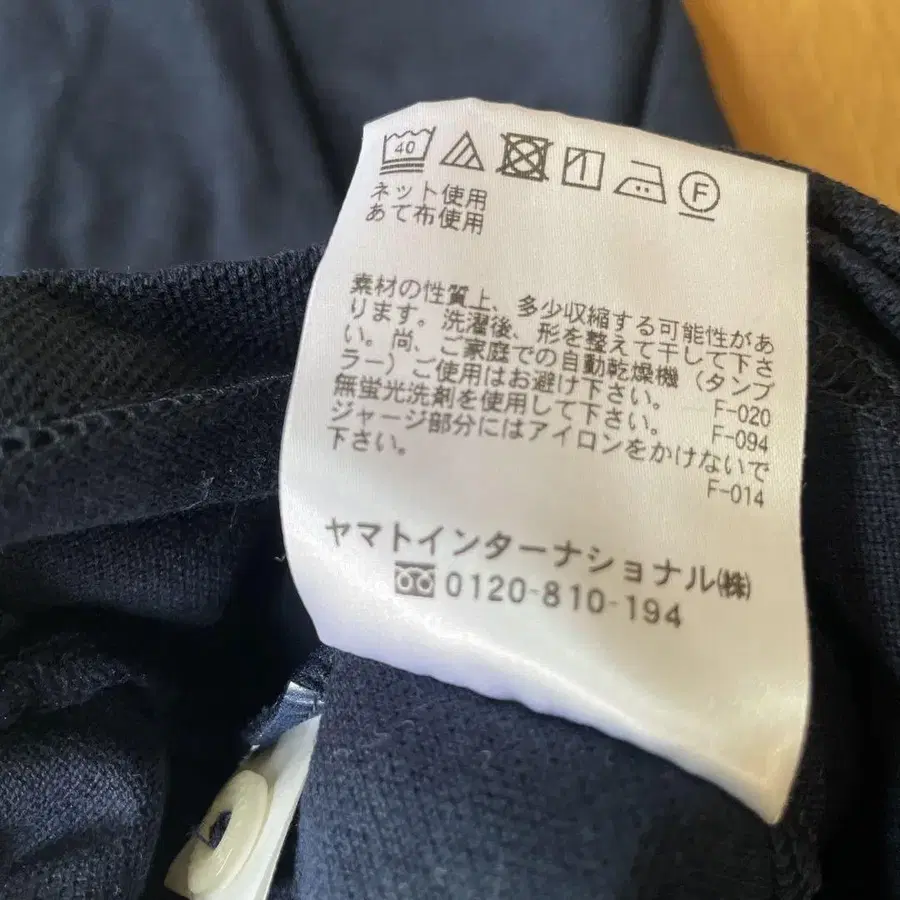 40
F
ネット使用
あて布使用
素材の性質上、多少収縮する可能性があ
ります。洗濯後、形を整えて干して下さ
い。尚、ご家庭での自動乾燥機(タンブ
ラー)ご使用はお避け下さい。 F-020
無蛍光洗剤を使用して下さい。 F-094
ジャージ部分にはアイロンをかけないで
下さい。 F-014
ヤマトインターナショナル㈱
0120-810-194